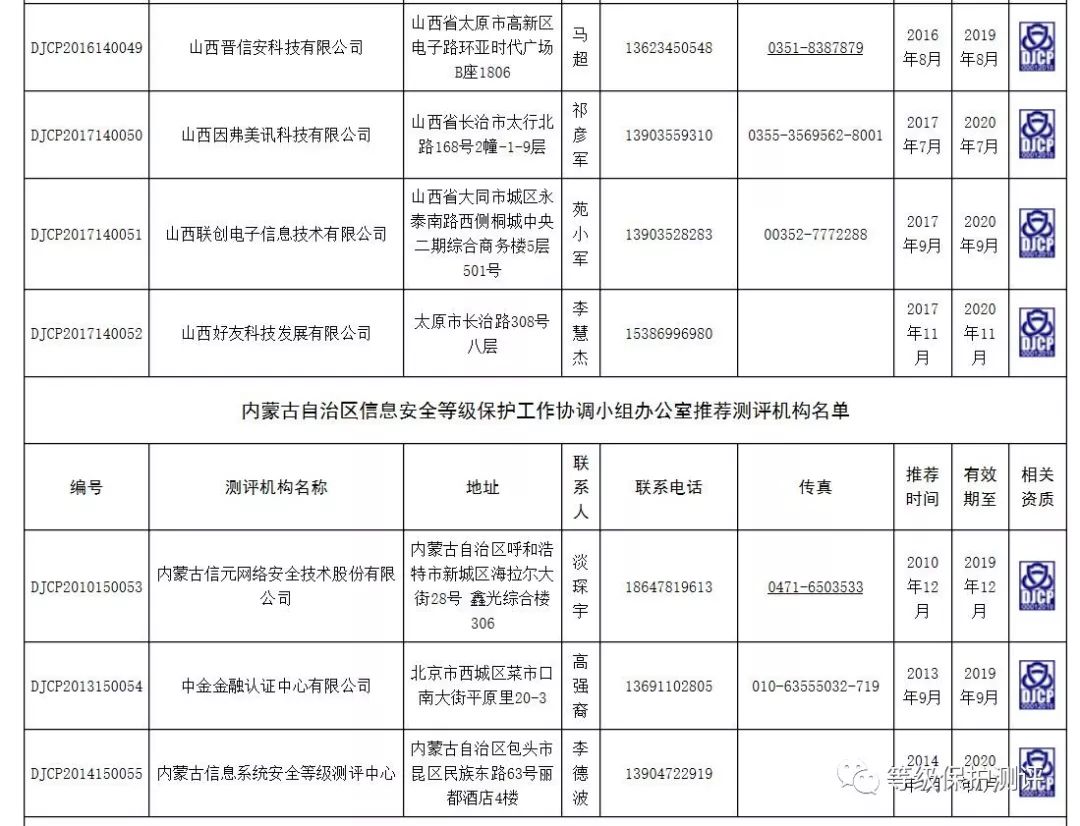 DJCP2016140049 山西晋信安科技有限公司 山西省太原市高新区电子路环亚时代广场B座1806 马超 13623450548 0351-8387879 2016年8月 2019年8月 DJCP
DJCP2017140050 山西因弗美讯科技有限公司 山西省长治市太行北路168号2幢-1-9层 祁彦军 13903559310 0355-3569562-8001 2017年7月 2020年7月 DJCP
DJCP2017140051 山西联创电子信息技术有限公司 山西省大同市城区永泰南路西侧桐城中央二期综合商务楼5层501号 苑小军 13903528283 00352-7772288 2017年9月 2020年9月 DJCP
DJCP2017140052 山西好友科技发展有限公司 太原市长治路308号八层 李慧杰 15386996980 2017年11月 2020年11月 DJCP
内蒙古自治区信息安全等级保护工作协调小组办公室推荐测评机构名单
编号 测评机构名称 地址 联系人 联系电话 传真 推荐时间 有效期至 相关资质
DJCP2010150053 内蒙古信元网络安全技术股份有限公司 内蒙古自治区呼和浩特市新城区海拉尔大街28号 鑫光综合楼306 淡琛宇 18647819613 0471-6503533 2010年12月 2019年12月 DJCP
DJCP2013150054 中金金融认证中心有限公司 北京市西城区菜市口南大街平原里20-3 高强裔 13691102805 010-63555032-719 2013年9月 2019年9月 DJCP
DJCP2014150055 内蒙古信息系统安全等级测评中心 内蒙古自治区包头市昆区民族东路63号丽都酒店4楼 李德波 13904722919 2014 2020 DJCP
等级保护测评